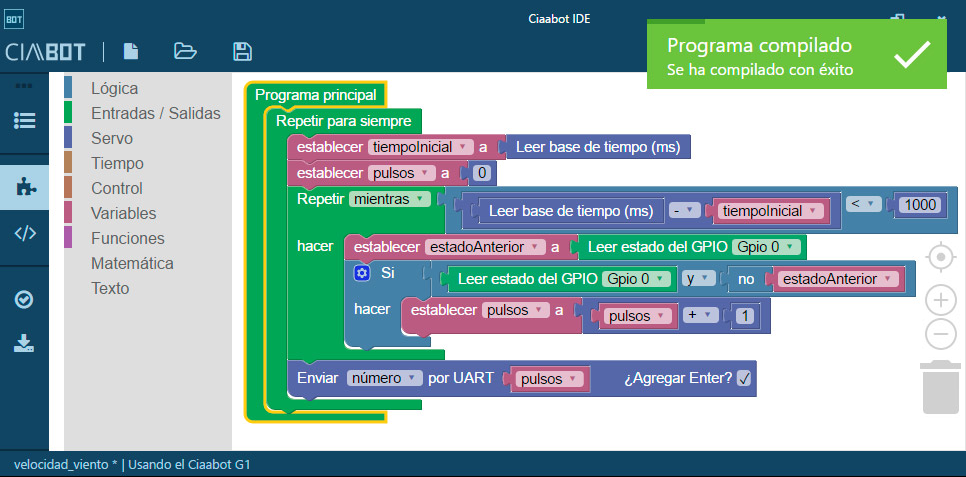 Ciaabot IDE
BOT
CIAABOT
Programa compilado
Se ha compilado con éxito
Lógica
Entradas / Salidas
Servo
Tiempo
Control
Variables
Funciones
Matemática
Texto
Programa principal
Repetir para siempre
establecer tiempoInicial a Leer base de tiempo (ms)
establecer pulsos a 0
Repetir mientras Leer base de tiempo (ms) - tiempoInicial < 1000
hacer establecer estadoAnterior a Leer estado del GPIO Gpio 0
Si Leer estado del GPIO Gpio 0 y no estadoAnterior
hacer establecer pulsos a pulsos + 1
Enviar número por UART pulsos ¿Agregar Enter?
velocidad_viento * | Usando el Ciaabot G1